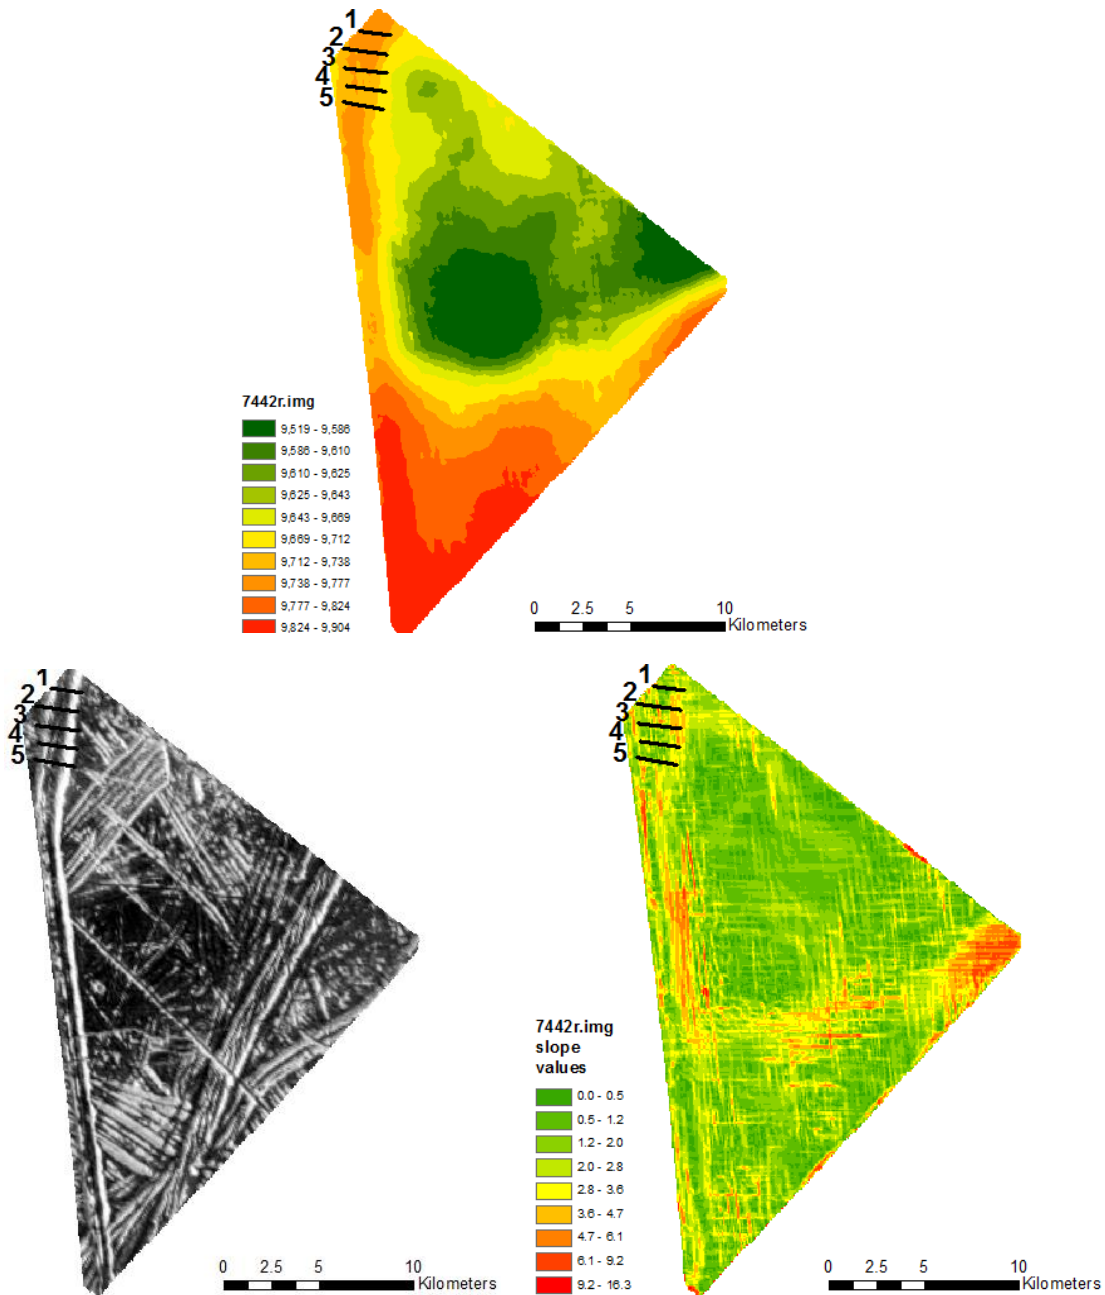 1
2
3
4
5
7442r.img
9,519 - 9,586
9,586 - 9,610
9,610 - 9,625
9,625 - 9,643
9,643 - 9,669
9,669 - 9,712
9,712 - 9,738
9,738 - 9,777
9,777 - 9,824
9,824 - 9,904
0 2.5 5 10
Kilometers
1
2
3
4
5
0 2.5 5 10
Kilometers
1
2
3
4
5
7442r.img
slope
values
0.0 - 0.5
0.5 - 1.2
1.2 - 2.0
2.0 - 2.8
2.8 - 3.6
3.6 - 4.7
4.7 - 6.1
6.1 - 9.2
9.2 - 16.3
0 2.5 5 10
Kilometers